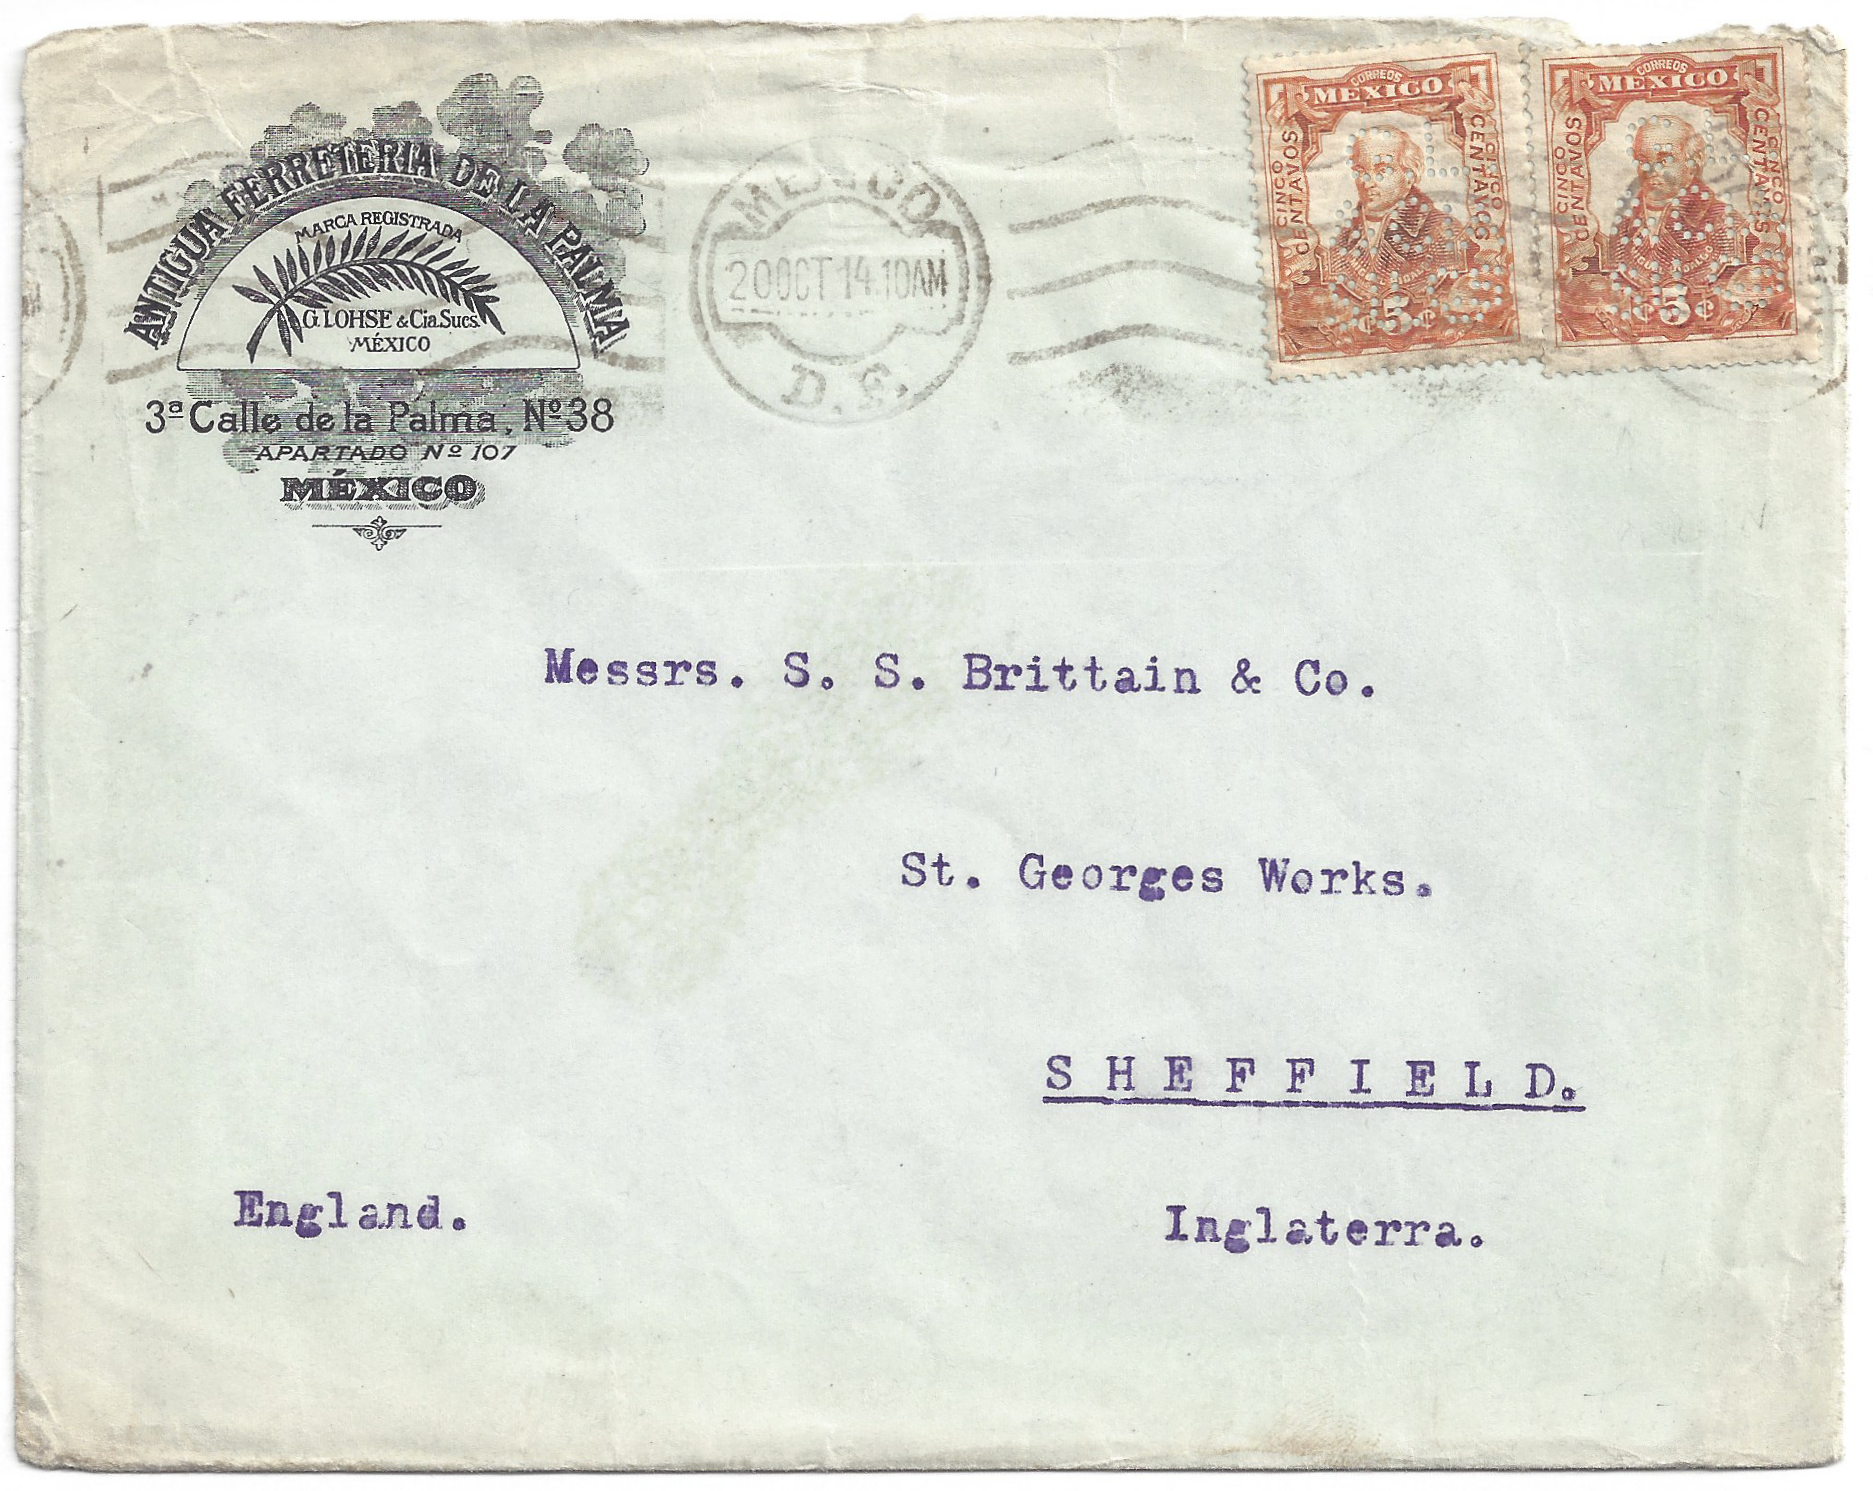 ANTIGUA FERRETERIA DE LA PALMA
MARCA REGISTRADA
G. LOHSE & Cia. Sucs.
MÉXICO
3ª Calle de la Palma, Nº 38
APARTADO Nº 107
MÉXICO
MEXICO
20 OCT 14. 10 AM
D. F.
CORREOS
MEXICO
CINCO CENTAVOS
CINCO CENTAVOS
¢ 5 ¢
CORREOS
MEXICO
CINCO CENTAVOS
CINCO CENTAVOS
¢ 5 ¢
Messrs. S. S. Brittain & Co.
St. Georges Works.
S H E F F I E L D.
England.
Inglaterra.